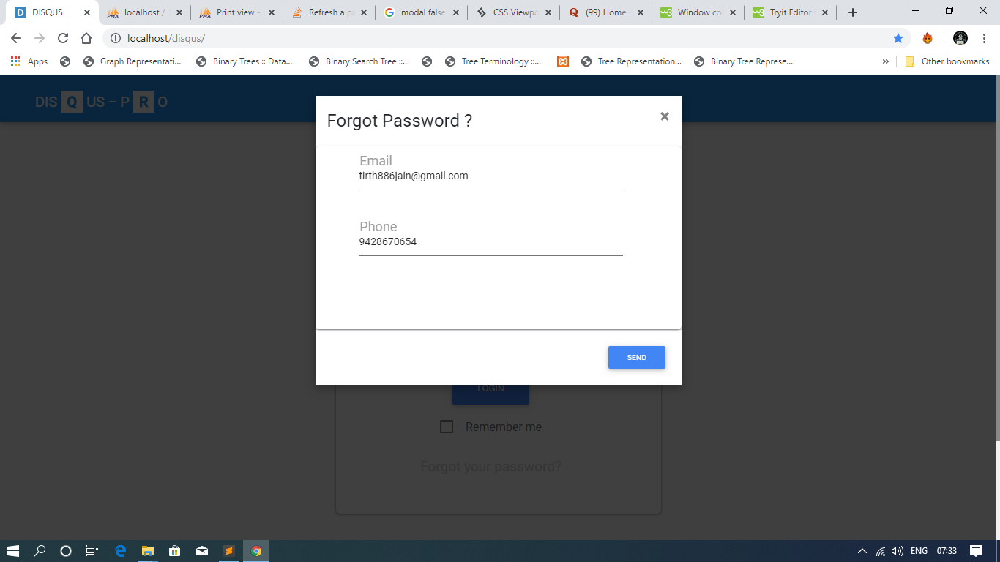 DISQUS
localhost /
Print view -
Refresh a pa
modal false
CSS Viewpo
(99) Home -
Window co
Tryit Editor
localhost/disqus/
Apps
Graph Representati...
Binary Trees :: Data...
Binary Search Tree ::...
Tree Terminology ::...
Tree Representation...
Binary Tree Represe...
»
Other bookmarks
DIS Q US – P R O
Forgot Password ?
×
Email
tirth886jain@gmail.com
Phone
9428670654
SEND
LOGIN
Remember me
Forgot your password?
ENG
07:33